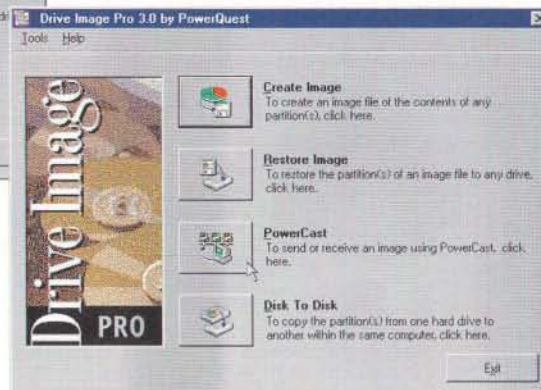 Drive Image Pro 3.0 by PowerQuest
Tools Help
Drive Image
PRO
Create Image
To create an image file of the contents of any
partition(s), click here.
Restore Image
To restore the partition(s) of an image file to any drive,
click here.
PowerCast
To send or receive an image using PowerCast, click
here.
Disk To Disk
To copy the partition(s) from one hard drive to
another within the same computer, click here.
Exit